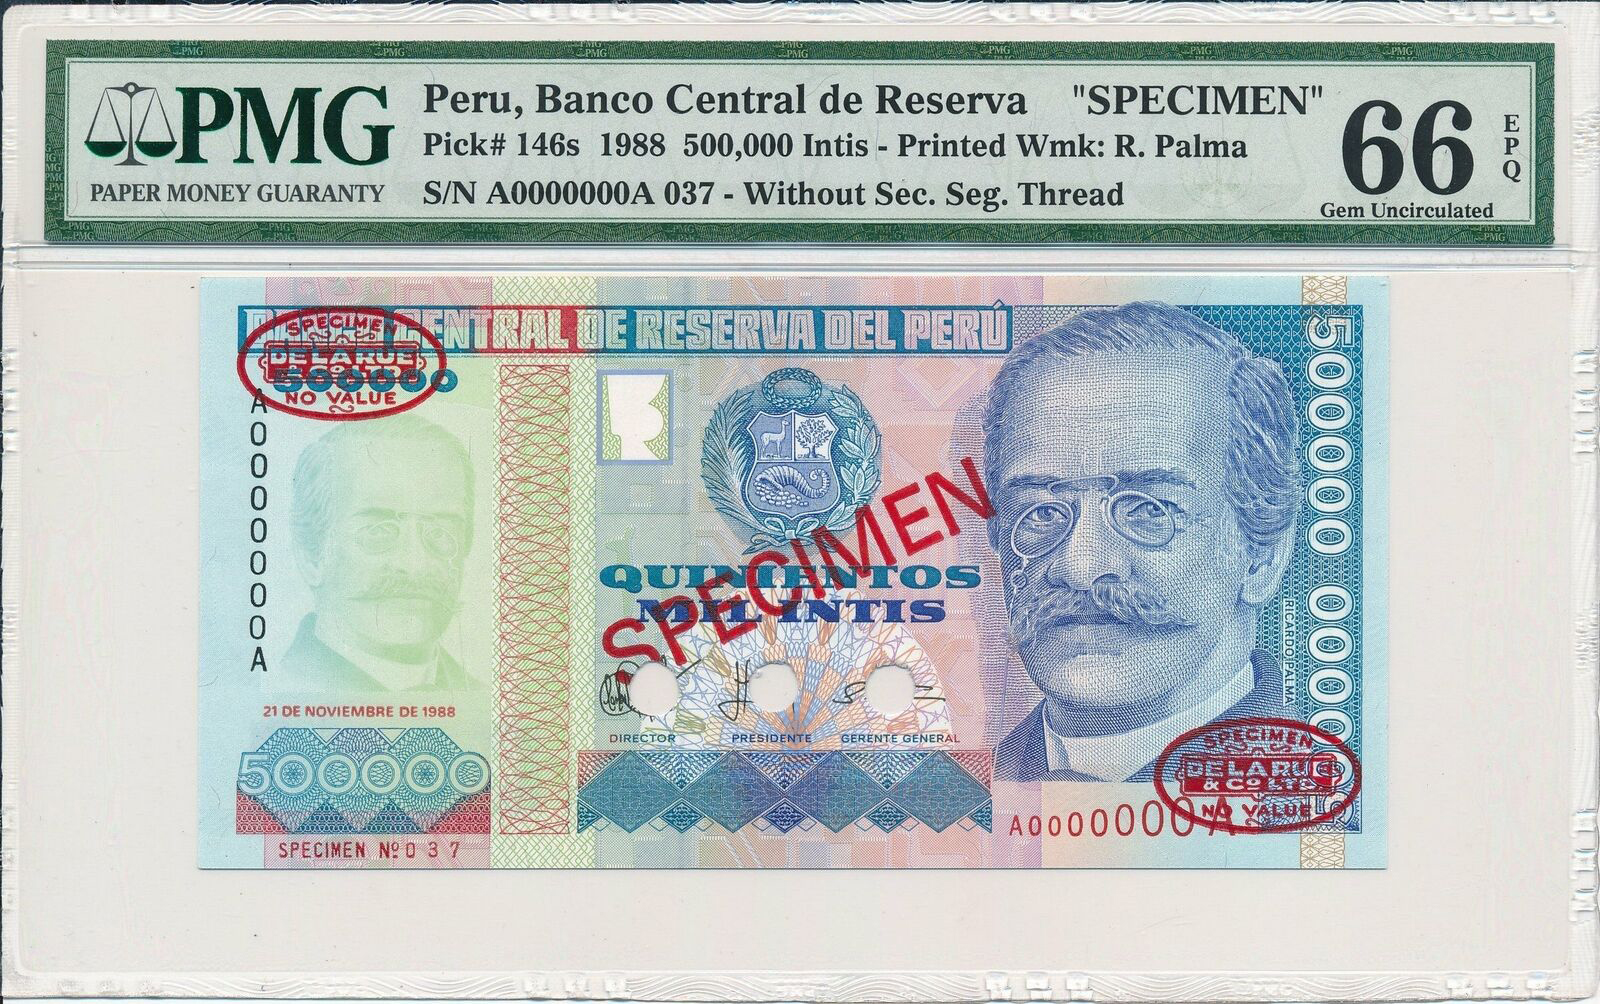 PMG
PAPER MONEY GUARANTY
Peru, Banco Central de Reserva "SPECIMEN"
Pick# 146s 1988 500,000 Intis - Printed Wmk: R. Palma
S/N A0000000A 037 - Without Sec. Seg. Thread
66
EPQ
Gem Uncirculated
CENTRAL DE RESERVA DEL PERÚ
SPECIMEN
DE LA RUE
500000
NO VALUE
A0000000A
21 DE NOVIEMBRE DE 1988
500000
SPECIMEN Nº 037
QUINIENTOS
MIL INTIS
SPECIMEN
DIRECTOR PRESIDENTE GERENTE GENERAL
RICARDO PALMA
500000
SPECIMEN
DE LA RUE
& CO LTD
NO VALUE
A0000000A